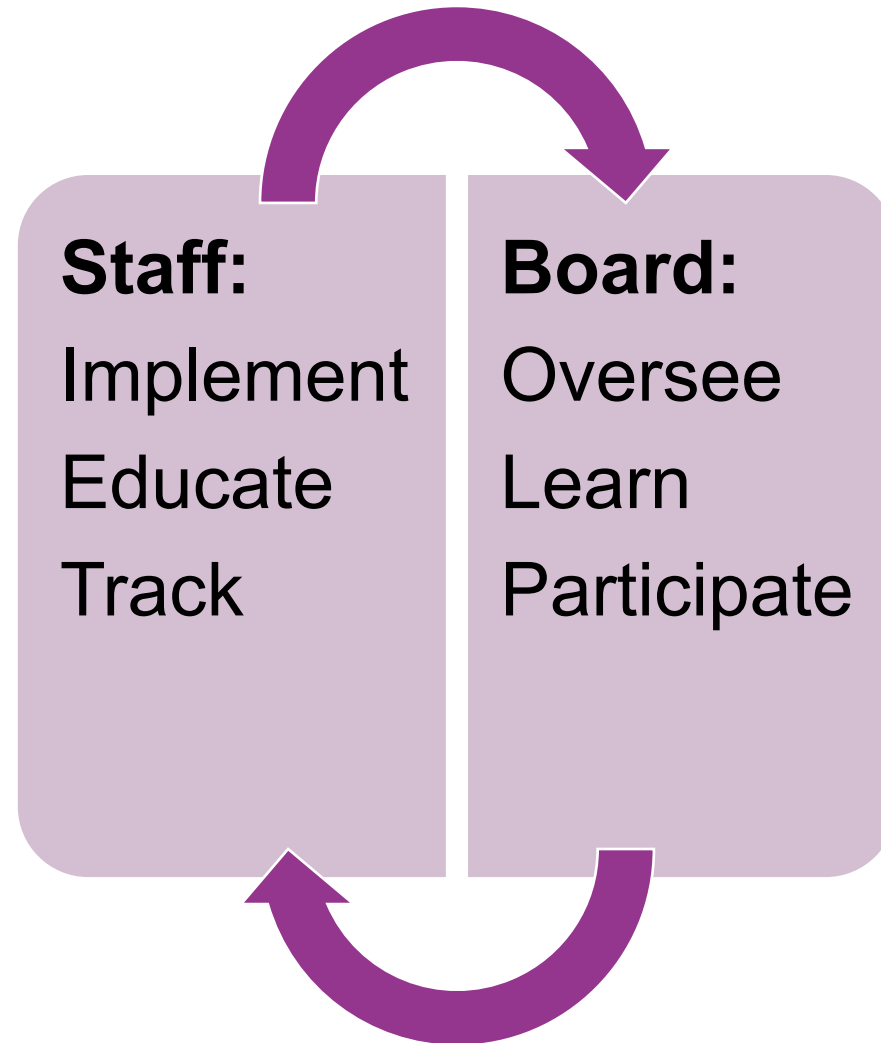 Staff:
Implement
Educate
Track
Board:
Oversee
Learn
Participate